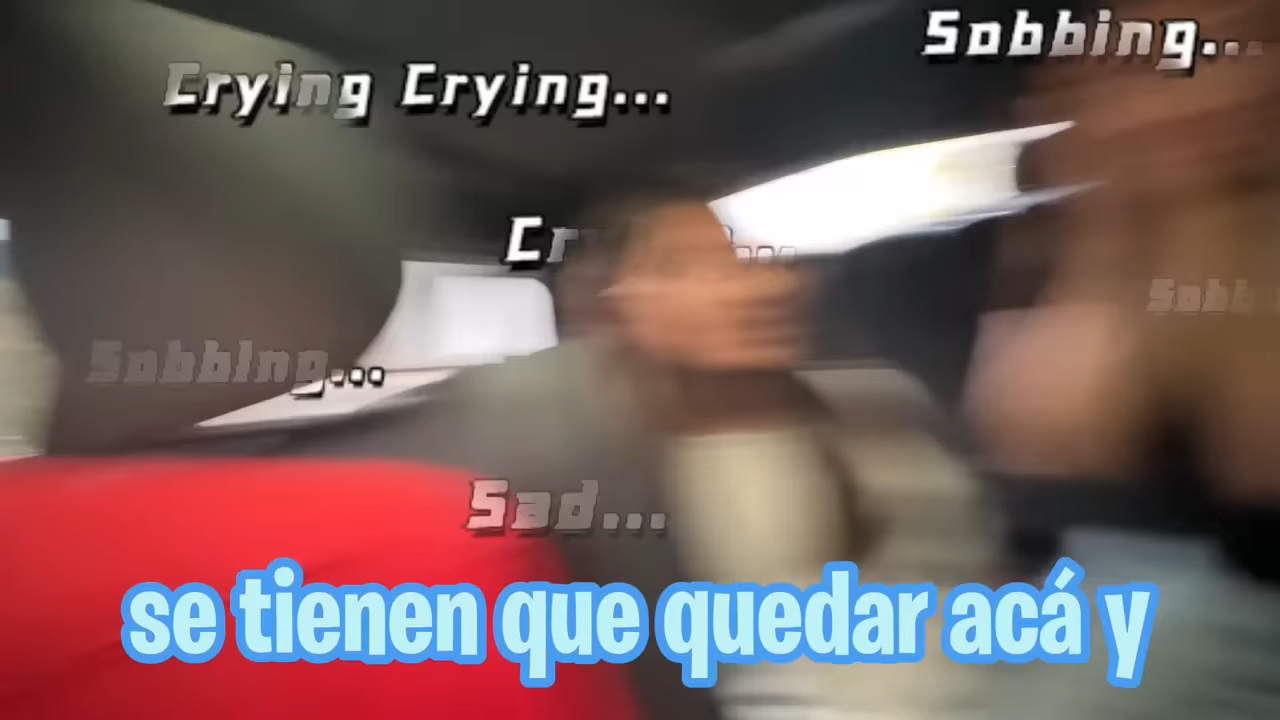 Sobbing...
Crying Crying...
Sobbing...
Sad...
se tienen que quedar acá y